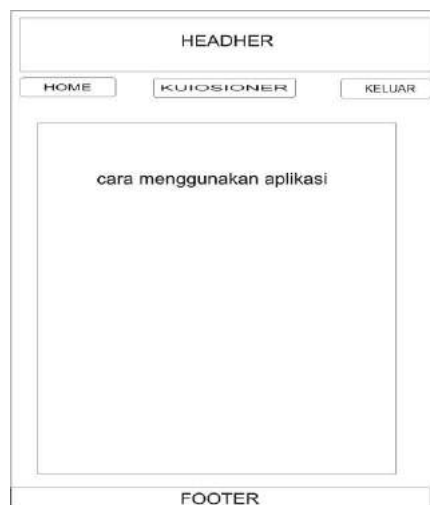 HEADHER
HOME KUIOSIONER KELUAR
cara menggunakan aplikasi
FOOTER